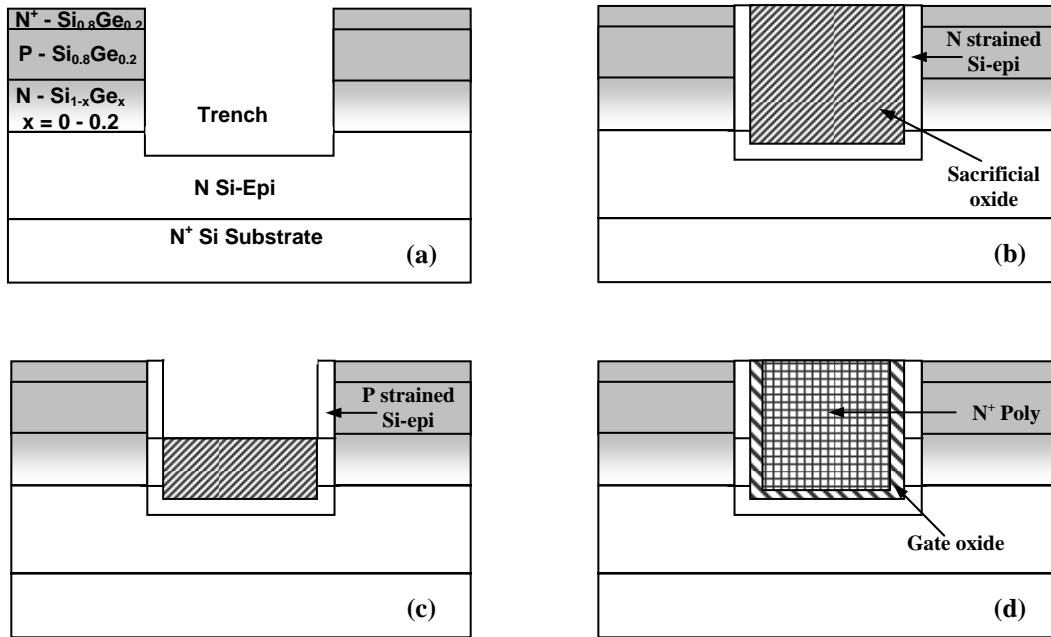 N⁺ - Si₀.₈Ge₀.₂
P - Si₀.₈Ge₀.₂
N - Si₁₋ₓGeₓ
x = 0 - 0.2
Trench
N Si-Epi
N⁺ Si Substrate
(a)
N strained
Si-epi
Sacrificial
oxide
(b)
P strained
Si-epi
(c)
N⁺ Poly
Gate oxide
(d)